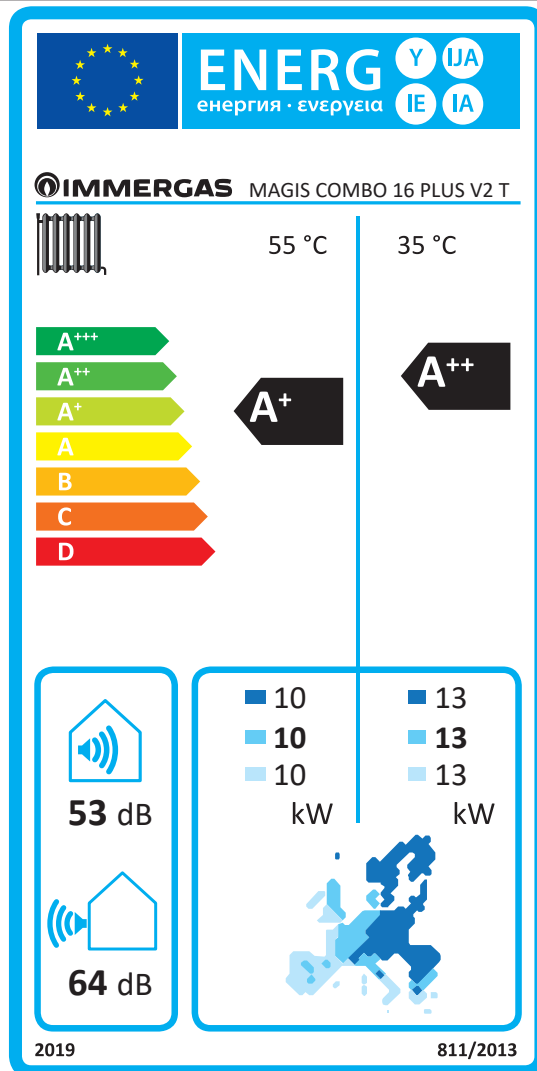 ENERG
енергия · ενεργεια
Y IJA
IE IA
IMMERGAS MAGIS COMBO 16 PLUS V2 T
55 °C 35 °C
A+++
A++
A+
A
B
C
D
A+
A++
53 dB
64 dB
10 13
10 13
10 13
kW kW
2019 811/2013